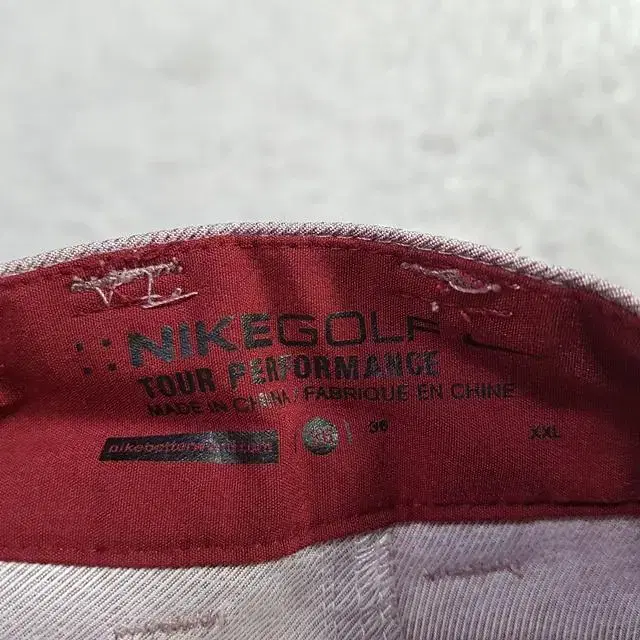 NIKEGOLF
TOUR PERFORMANCE
MADE IN CHINA / FABRIQUE EN CHINE
36
XXL